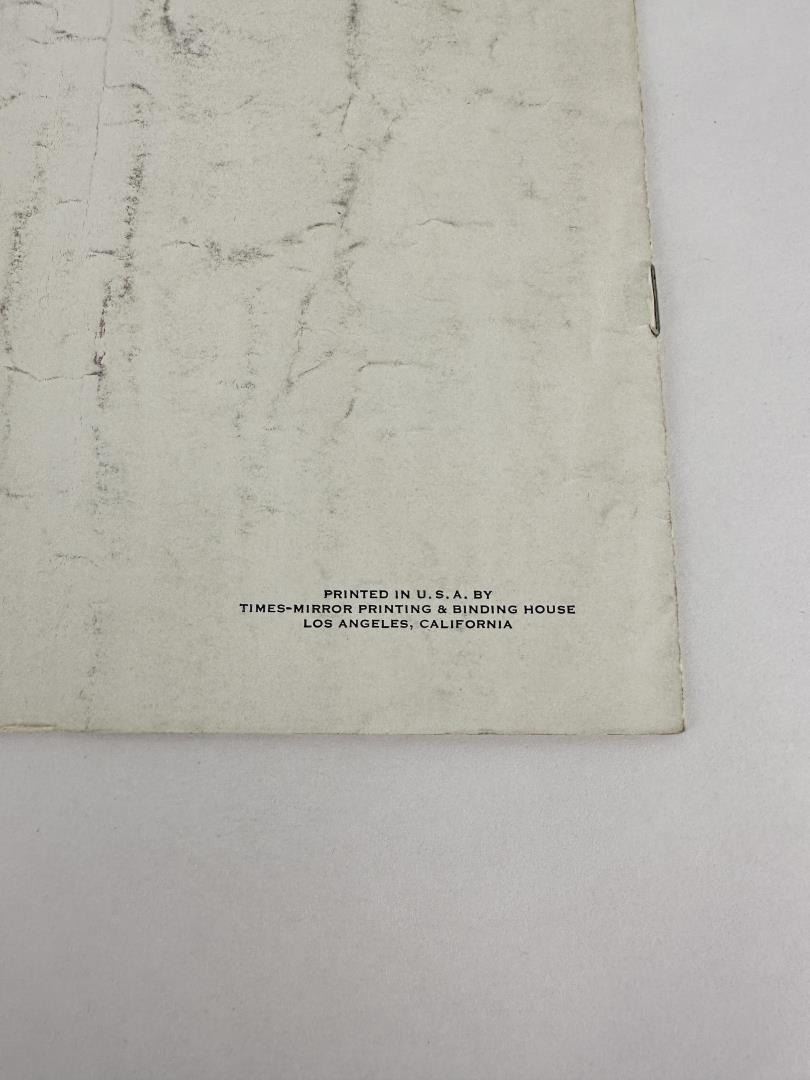 PRINTED IN U. S. A. BY
TIMES-MIRROR PRINTING & BINDING HOUSE
LOS ANGELES, CALIFORNIA